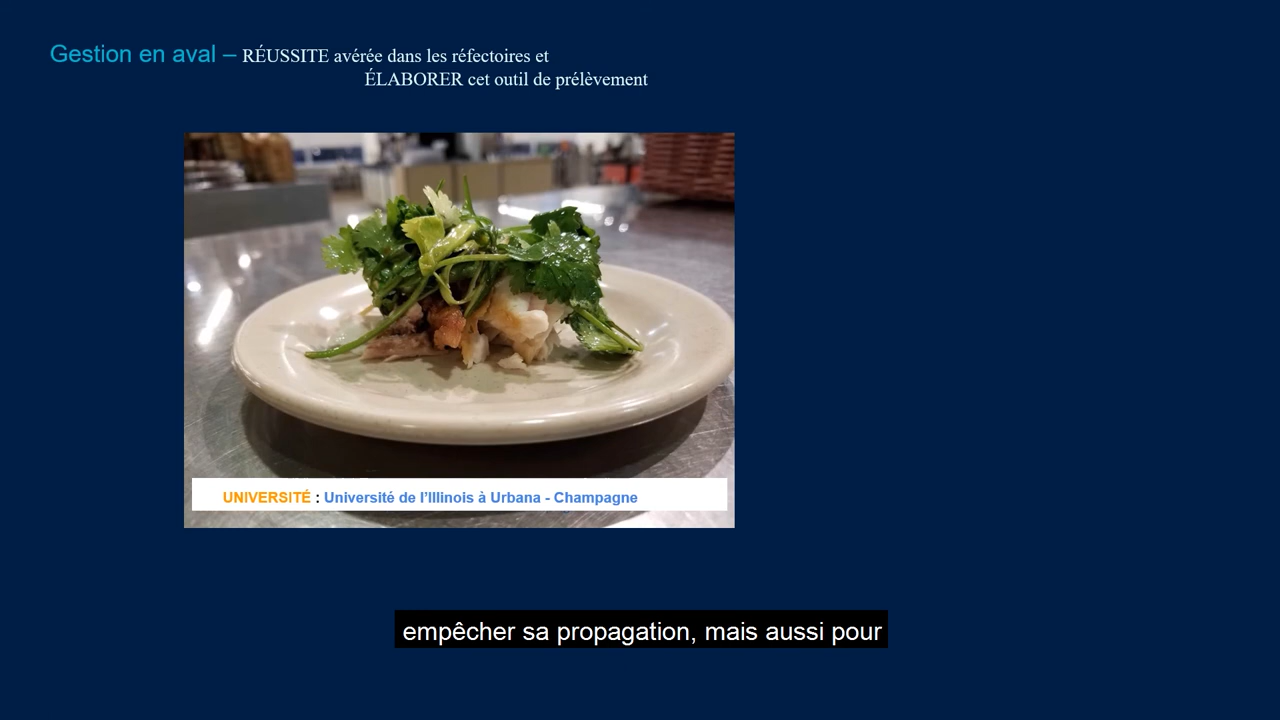 Gestion en aval – RÉUSSITE avérée dans les réfectoires et
ÉLABORER cet outil de prélèvement
UNIVERSITÉ : Université de l’Illinois à Urbana - Champagne
empêcher sa propagation, mais aussi pour